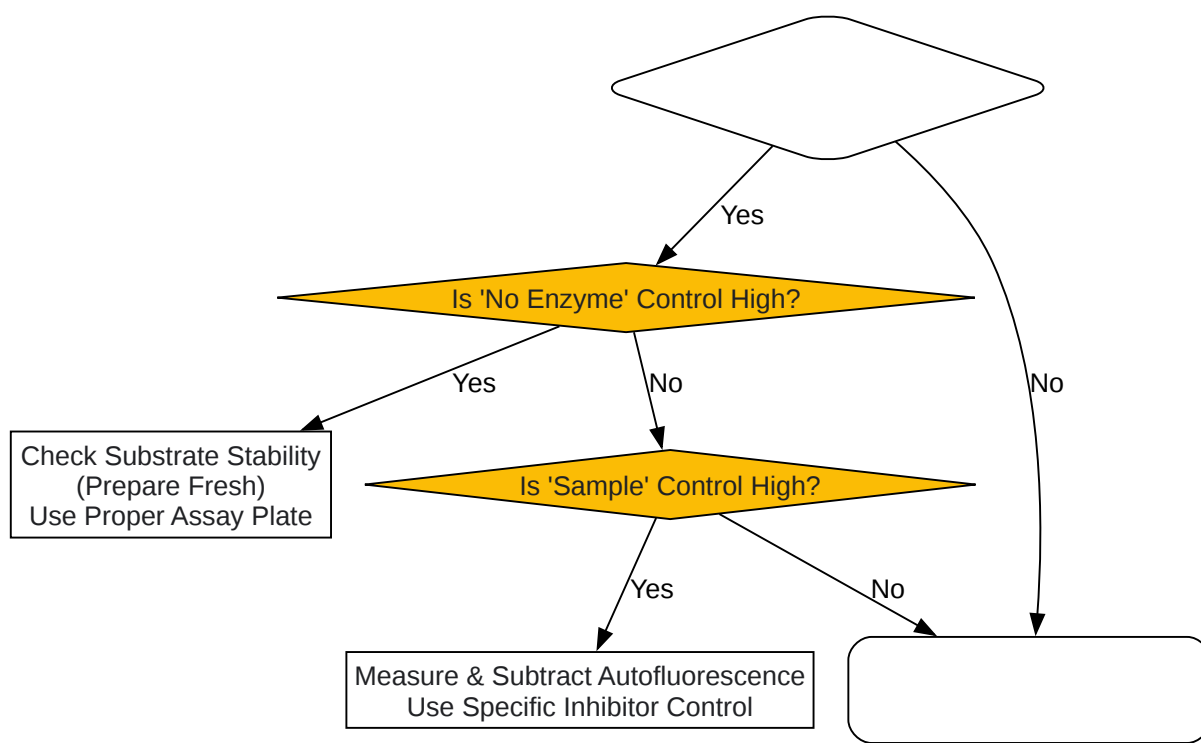 Yes
Is 'No Enzyme' Control High?
Yes
No
No
Check Substrate Stability
(Prepare Fresh)
Use Proper Assay Plate
Is 'Sample' Control High?
Yes
No
Measure & Subtract Autofluorescence
Use Specific Inhibitor Control